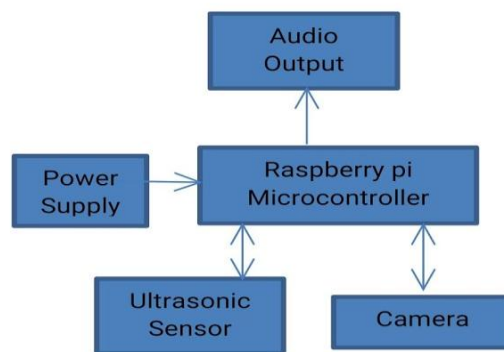 Audio
Output
Power
Supply
Raspberry pi
Microcontroller
Ultrasonic
Sensor
Camera